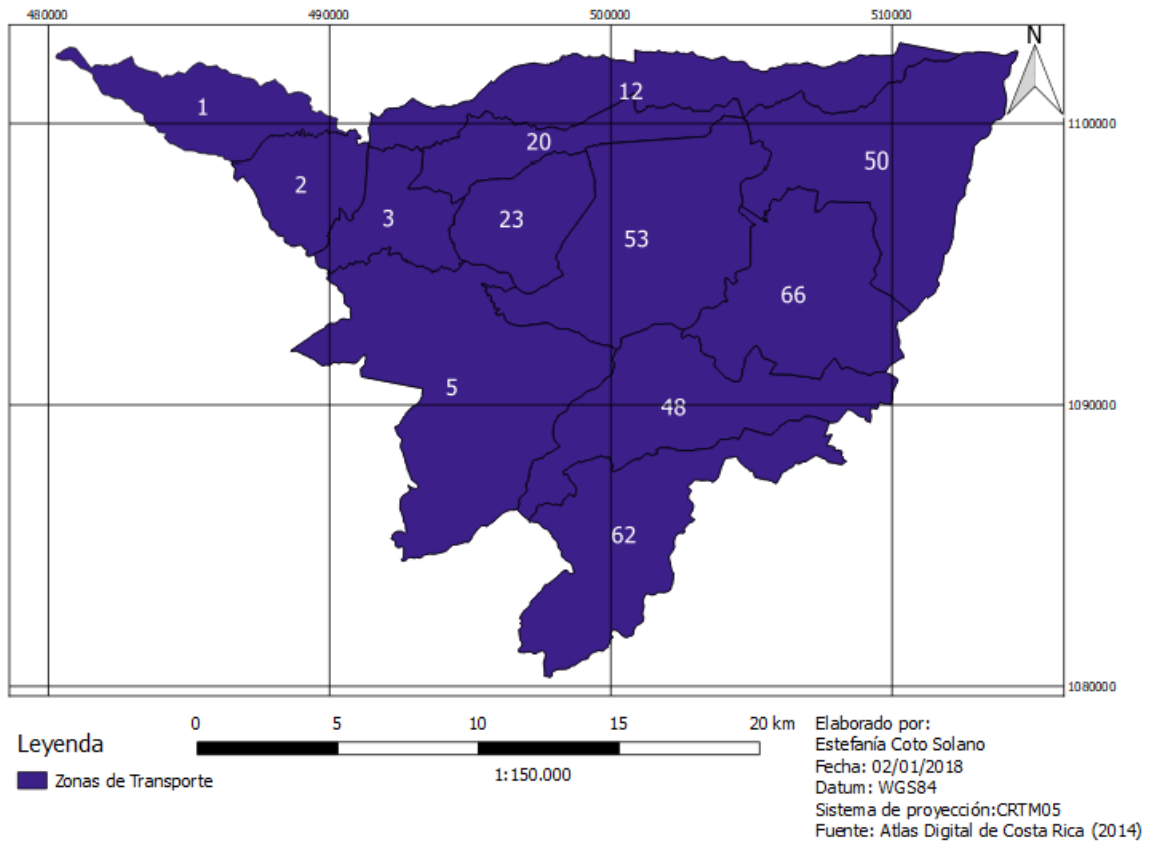 480000 490000 500000 510000
N
12
1
1100000
20
50
2
3
23
53
66
5
48
1090000
62
1080000
0 5 10 15 20 km
Leyenda
Zonas de Transporte
1:150.000
Elaborado por:
Estefanía Coto Solano
Fecha: 02/01/2018
Datum: WGS84
Sistema de proyección:CRTM05
Fuente: Atlas Digital de Costa Rica (2014)